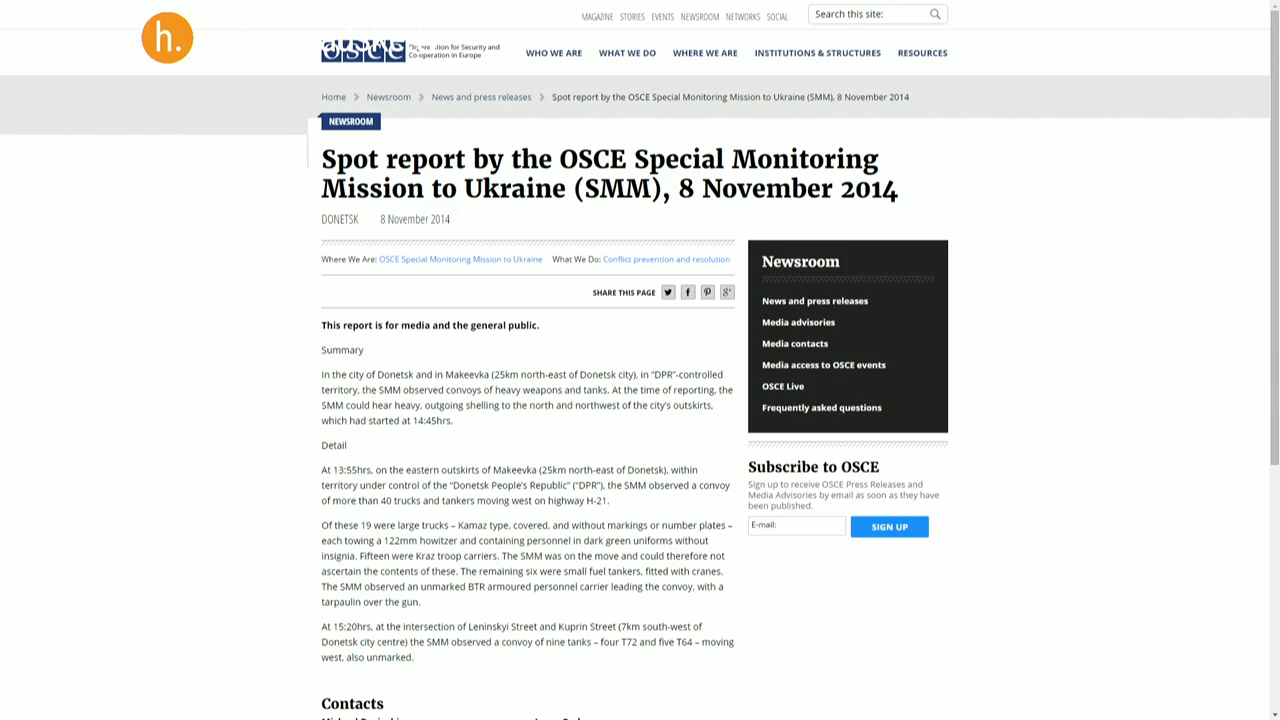 MAGAZINE STORIES EVENTS NEWSROOM NETWORKS SOCIAL
Search this site:
h.
OSCE
for Security and
Co-operation in Europe
WHO WE ARE WHAT WE DO WHERE WE ARE INSTITUTIONS & STRUCTURES RESOURCES
Home Newsroom News and press releases Spot report by the OSCE Special Monitoring Mission to Ukraine (SMM), 8 November 2014
NEWSROOM
Spot report by the OSCE Special Monitoring
Mission to Ukraine (SMM), 8 November 2014
DONETSK 8 November 2014
Where We Are: OSCE Special Monitoring Mission to Ukraine What We Do: Conflict prevention and resolution
SHARE THIS PAGE
This report is for media and the general public.
Summary
In the city of Donetsk and in Makeevka (25km north-east of Donetsk city), in “DPR”-controlled
territory, the SMM observed convoys of heavy weapons and tanks. At the time of reporting, the
SMM could hear heavy, outgoing shelling to the north and northwest of the city’s outskirts,
which had started at 14:45hrs.
Detail
At 13:55hrs, on the eastern outskirts of Makeevka (25km north-east of Donetsk), within
territory under control of the “Donetsk People’s Republic” (“DPR”), the SMM observed a convoy
of more than 40 trucks and tankers moving west on highway H-21.
Of these 19 were large trucks – Kamaz type, covered, and without markings or number plates –
each towing a 122mm howitzer and containing personnel in dark green uniforms without
insignia. Fifteen were Kraz troop carriers. The SMM was on the move and could therefore not
ascertain the contents of these. The remaining six were small fuel tankers, fitted with cranes.
The SMM observed an unmarked BTR armoured personnel carrier leading the convoy, with a
tarpaulin over the gun.
At 15:20hrs, at the intersection of Leninskyi Street and Kuprin Street (7km south-west of
Donetsk city centre) the SMM observed a convoy of nine tanks – four T72 and five T64 – moving
west, also unmarked.
Contacts
Newsroom
News and press releases
Media advisories
Media contacts
Media access to OSCE events
OSCE Live
Frequently asked questions
Subscribe to OSCE
Sign up to receive OSCE Press Releases and
Media Advisories by email as soon as they have
been published.
E-mail:
SIGN UP